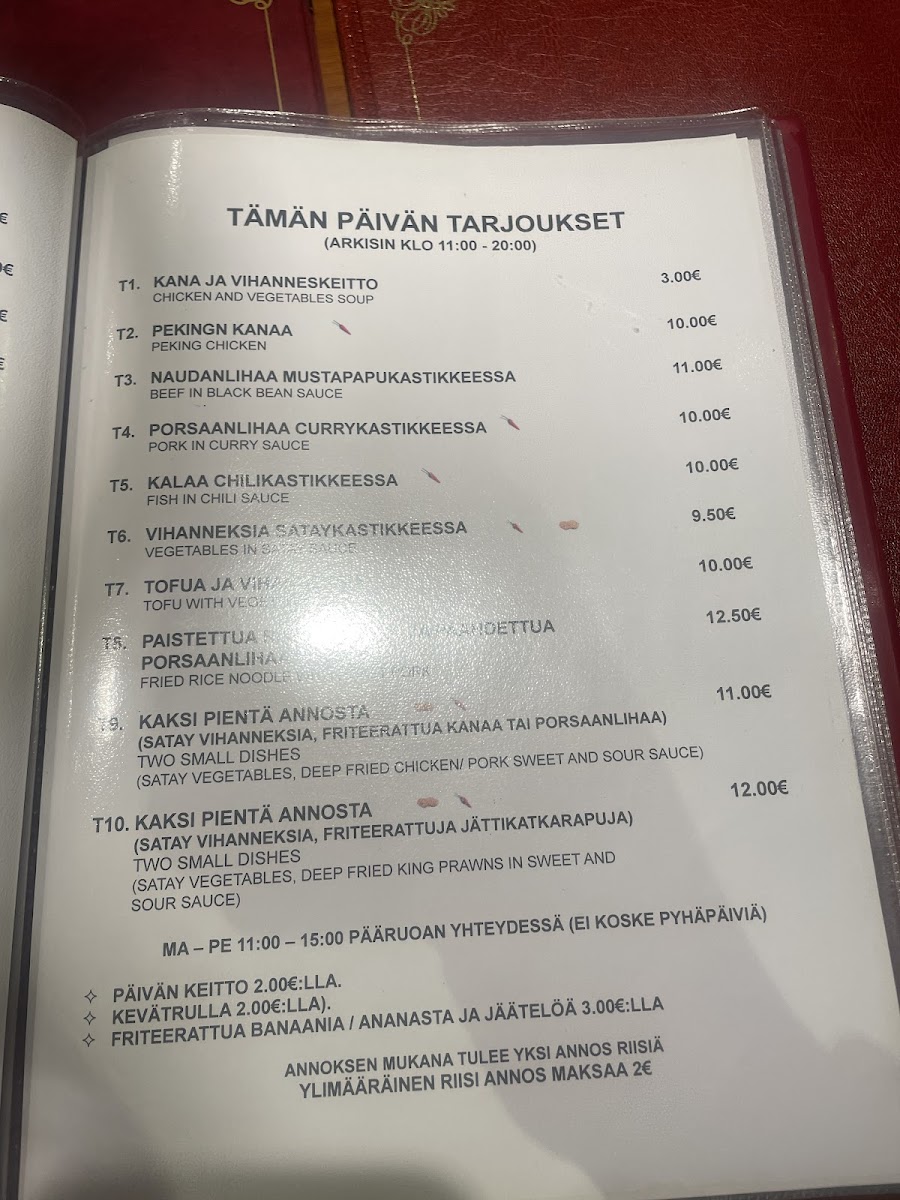 TÄMÄN PÄIVÄN TARJOUKSET
(ARKISIN KLO 11:00 - 20:00)
T1. KANA JA VIHANNESKEITTO 3.00€
CHICKEN AND VEGETABLES SOUP
T2. PEKINGN KANAA 10.00€
PEKING CHICKEN
T3. NAUDANLIHAA MUSTAPAPUKASTIKKEESSA 11.00€
BEEF IN BLACK BEAN SAUCE
T4. PORSAANLIHAA CURRYKASTIKKEESSA 10.00€
PORK IN CURRY SAUCE
T5. KALAA CHILIKASTIKKEESSA 10.00€
FISH IN CHILI SAUCE
T6. VIHANNEKSIA SATAYKASTIKKEESSA 9.50€
VEGETABLES IN SATAY SAUCE
T7. TOFUA JA 10.00€
TOFU WITH
T5. PAISTETTUA 12.50€
PORSAANLIHAA
FRIED RICE NOODLE PORK
T9. KAKSI PIENTÄ ANNOSTA 11.00€
(SATAY VIHANNEKSIA, FRITEERATTUA KANAA TAI PORSAANLIHAA)
TWO SMALL DISHES
(SATAY VEGETABLES, DEEP FRIED CHICKEN/ PORK SWEET AND SOUR SAUCE)
T10. KAKSI PIENTÄ ANNOSTA 12.00€
(SATAY VIHANNEKSIA, FRITEERATTUJA JÄTTIKATKARAPUJA)
TWO SMALL DISHES
(SATAY VEGETABLES, DEEP FRIED KING PRAWNS IN SWEET AND
SOUR SAUCE)
MA – PE 11:00 – 15:00 PÄÄRUOAN YHTEYDESSÄ (EI KOSKE PYHÄPÄIVIÄ)
✧ PÄIVÄN KEITTO 2.00€:LLA.
✧ KEVÄTRULLA 2.00€:LLA).
✧ FRITEERATTUA BANAANIA / ANANASTA JA JÄÄTELÖÄ 3.00€:LLA
ANNOKSEN MUKANA TULEE YKSI ANNOS RIISIÄ
YLIMÄÄRÄINEN RIISI ANNOS MAKSAA 2€